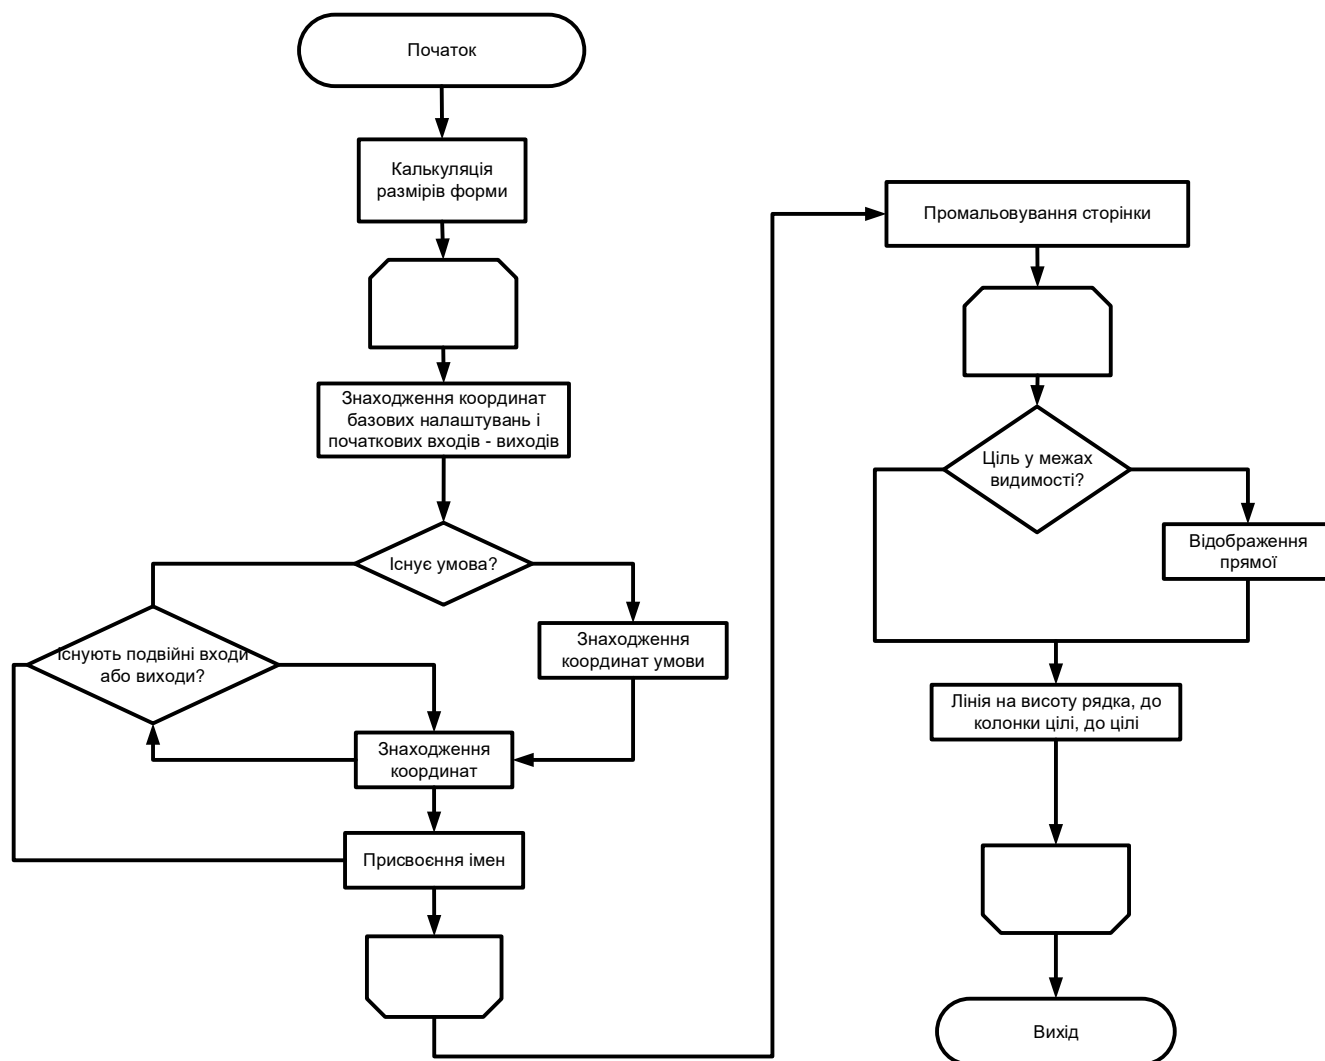 Початок
Калькуляція
размірів форми
Знаходження координат
базових налаштувань і
початкових входів - виходів
Існує умова?
Знаходження
координат умови
Існують подвійні входи
або виходи?
Знаходження
координат
Присвоєння імен
Промальовування сторінки
Ціль у межах
видимості?
Відображення
прямої
Лінія на висоту рядка, до
колонки цілі, до цілі
Вихід